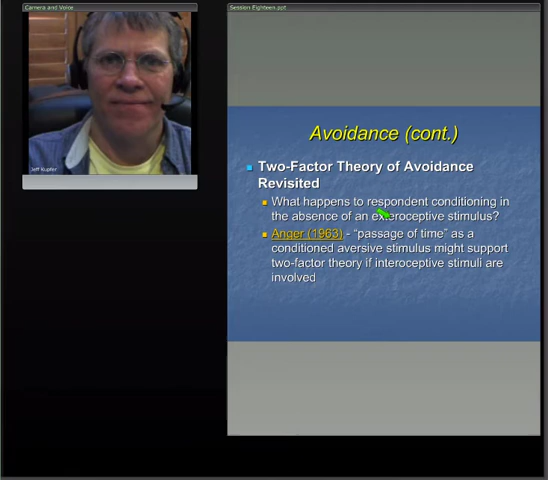 Camera and Voice
Session Eighteen.ppt
Jeff Kupfer
Avoidance (cont.)
Two-Factor Theory of Avoidance
Revisited
What happens to respondent conditioning in
the absence of an exteroceptive stimulus?
Anger (1963) - "passage of time" as a
conditioned aversive stimulus might support
two-factor theory if interoceptive stimuli are
involved